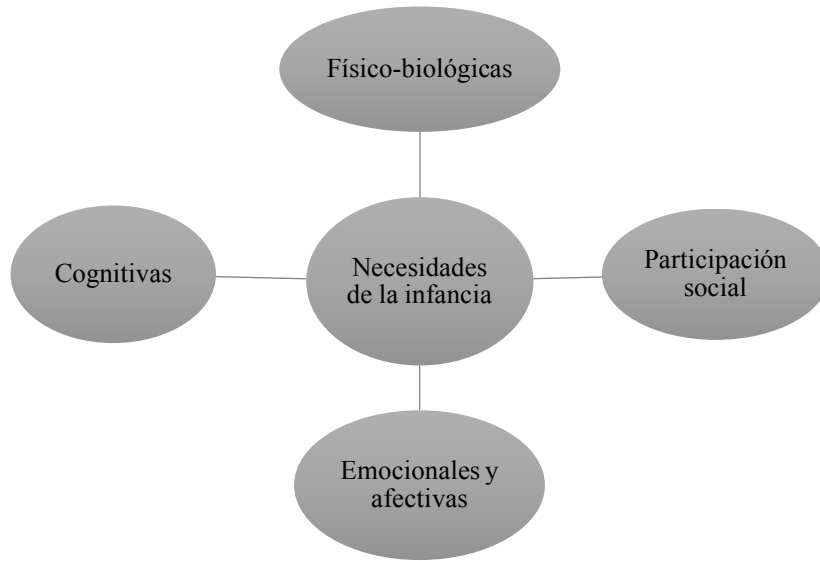 Físico-biológicas
Cognitivas
Necesidades
de la infancia
Participación
social
Emocionales y
afectivas